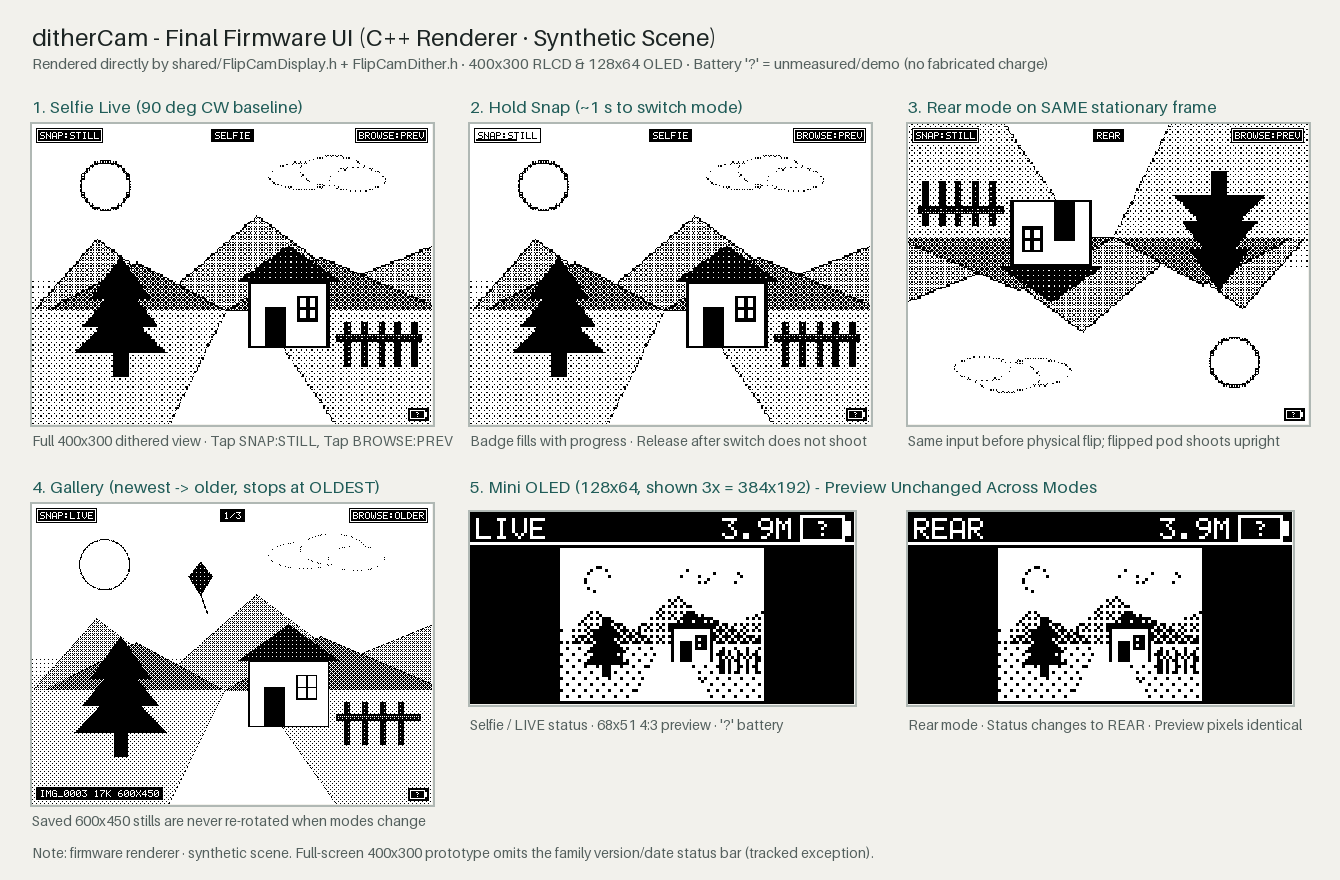 ditherCam - Final Firmware UI (C++ Renderer · Synthetic Scene)
Rendered directly by shared/FlipCamDisplay.h + FlipCamDither.h · 400x300 RLCD & 128x64 OLED · Battery '?' = unmeasured/demo (no fabricated charge)
1. Selfie Live (90 deg CW baseline)
SNAP:STILL SELFIE BROWSE:PREV
?
Full 400x300 dithered view · Tap SNAP:STILL, Tap BROWSE:PREV
2. Hold Snap (~1 s to switch mode)
SNAP:STILL SELFIE BROWSE:PREV
?
Badge fills with progress · Release after switch does not shoot
3. Rear mode on SAME stationary frame
SNAP:STILL REAR BROWSE:PREV
?
Same input before physical flip; flipped pod shoots upright
4. Gallery (newest -> older, stops at OLDEST)
SNAP:LIVE 1/3 BROWSE:OLDER
IMG_0003 17K 600X450 ?
Saved 600x450 stills are never re-rotated when modes change
5. Mini OLED (128x64, shown 3x = 384x192) - Preview Unchanged Across Modes
LIVE 3.9M ?
Selfie / LIVE status · 68x51 4:3 preview · '?' battery
REAR 3.9M ?
Rear mode · Status changes to REAR · Preview pixels identical
Note: firmware renderer · synthetic scene. Full-screen 400x300 prototype omits the family version/date status bar (tracked exception).